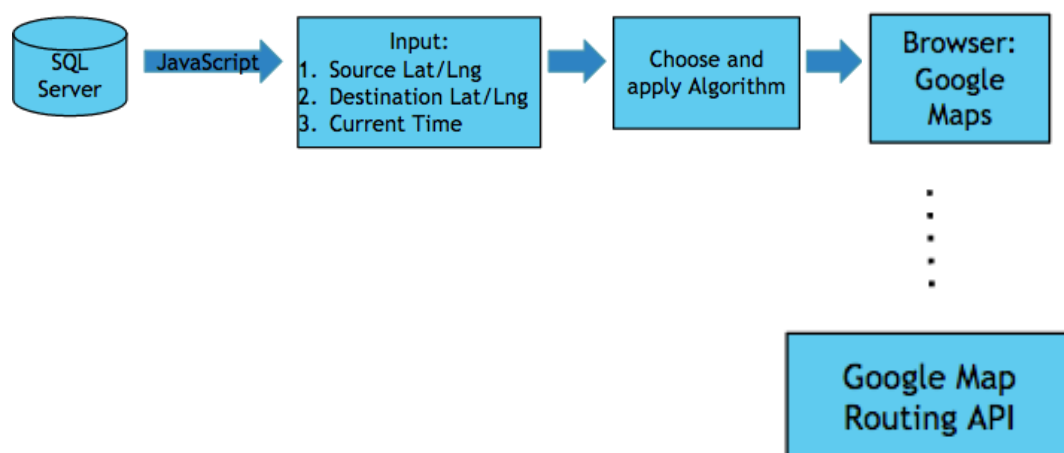 SQL
Server
JavaScript
Input:
1. Source Lat/Lng
2. Destination Lat/Lng
3. Current Time
Choose and
apply Algorithm
Browser:
Google
Maps
Google Map
Routing API